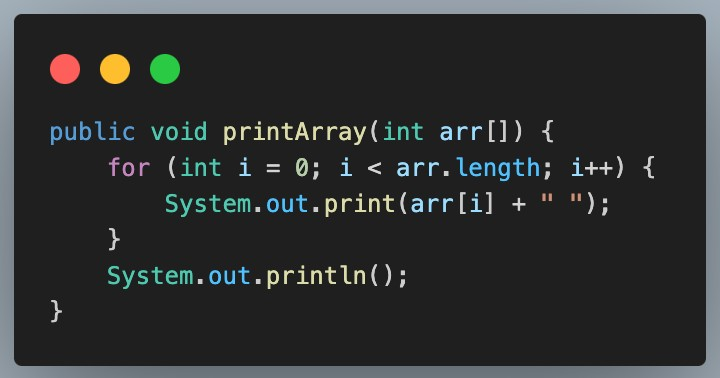 public void printArray(int arr[]) {
    for (int i = 0; i < arr.length; i++) {
        System.out.print(arr[i] + " ");
    }
    System.out.println();
}